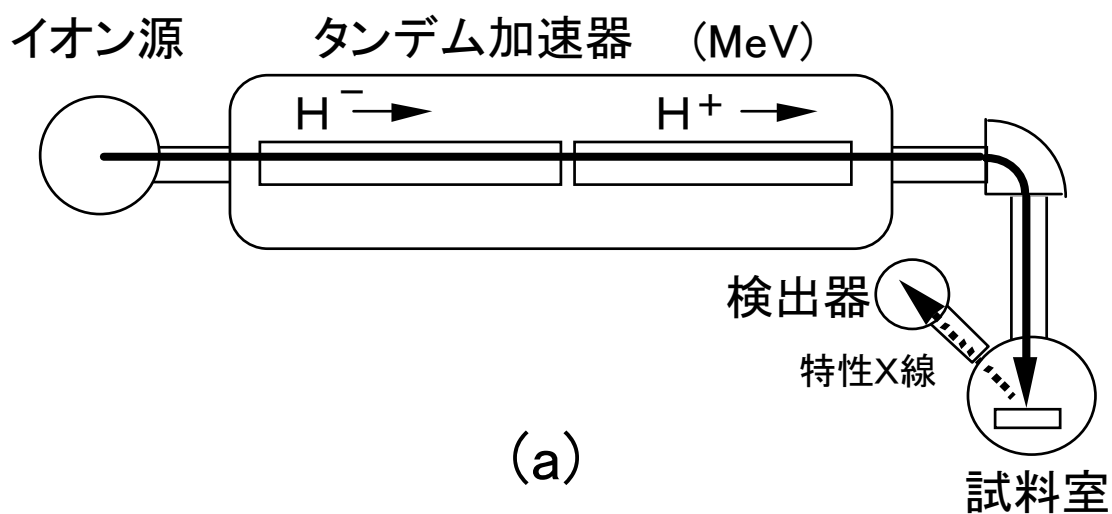 イオン源
タンデム加速器 (MeV)
H⁻
H⁺
検出器
特性X線
試料室
(a)